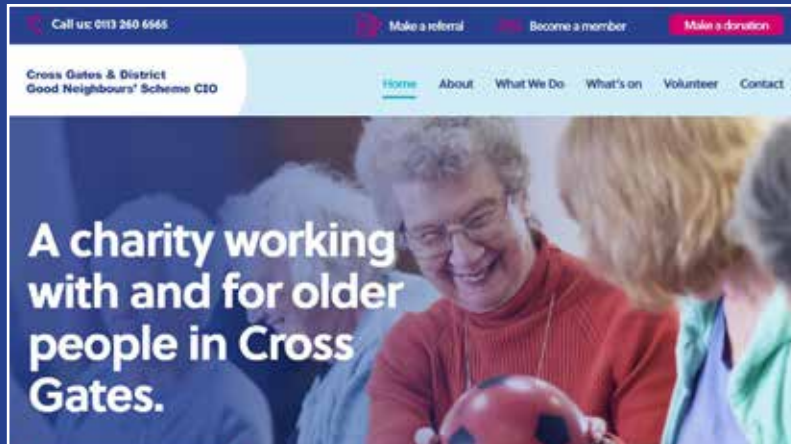 Call us: 0113 260 6565
Make a referral
Become a member
Make a donation
Cross Gates & District
Good Neighbours' Scheme CIO
Home About What We Do What's on Volunteer Contact
A charity working
with and for older
people in Cross
Gates.